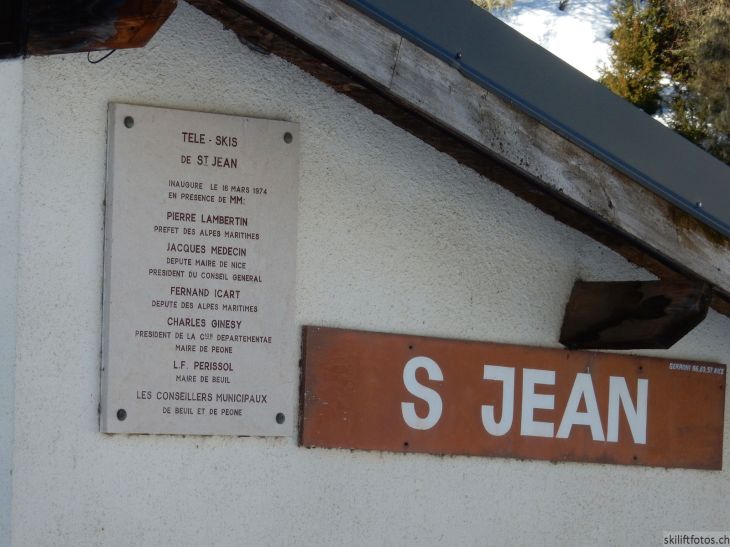 TELE - SKIS
DE ST JEAN
INAUGURE LE 16 MARS 1974
EN PRESENCE DE MM:
PIERRE LAMBERTIN
PREFET DES ALPES MARITIMES
JACQUES MEDECIN
DEPUTE MAIRE DE NICE
PRESIDENT DU CONSEIL GENERAL
FERNAND ICART
DEPUTE DES ALPES MARITIMES
CHARLES GINESY
PRESIDENT DE LA CION DEPARTEMENTAE
MAIRE DE PEONE
L.F. PERISSOL
MAIRE DE BEUIL
LES CONSEILLERS MUNICIPAUX
DE BEUIL ET DE PEONE
S JEAN
NICE
skiliftfotos.ch